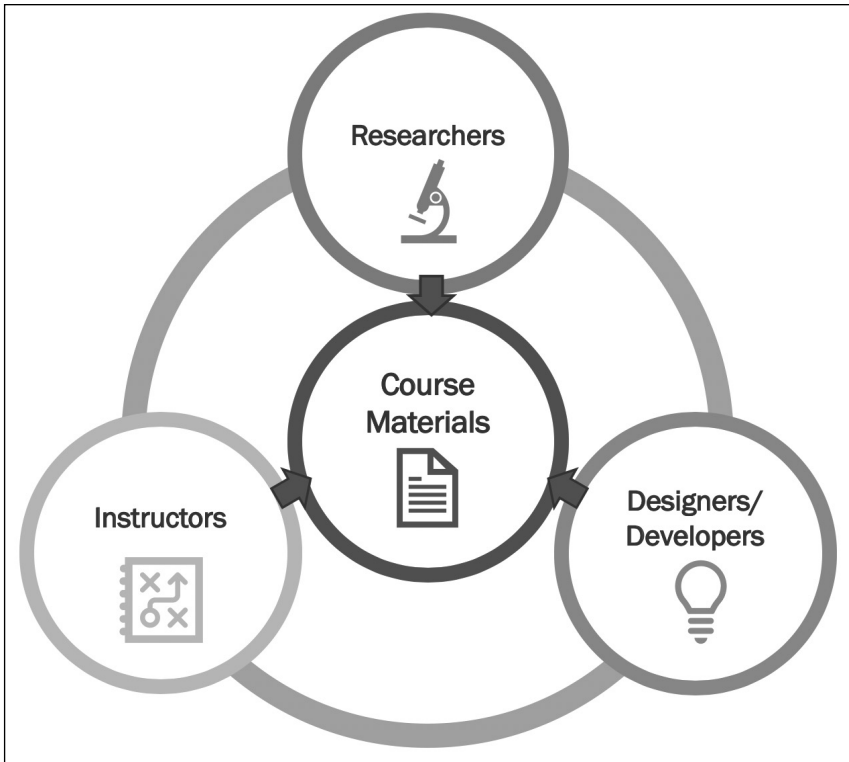 Researchers
Course
Materials
Instructors
Designers/
Developers